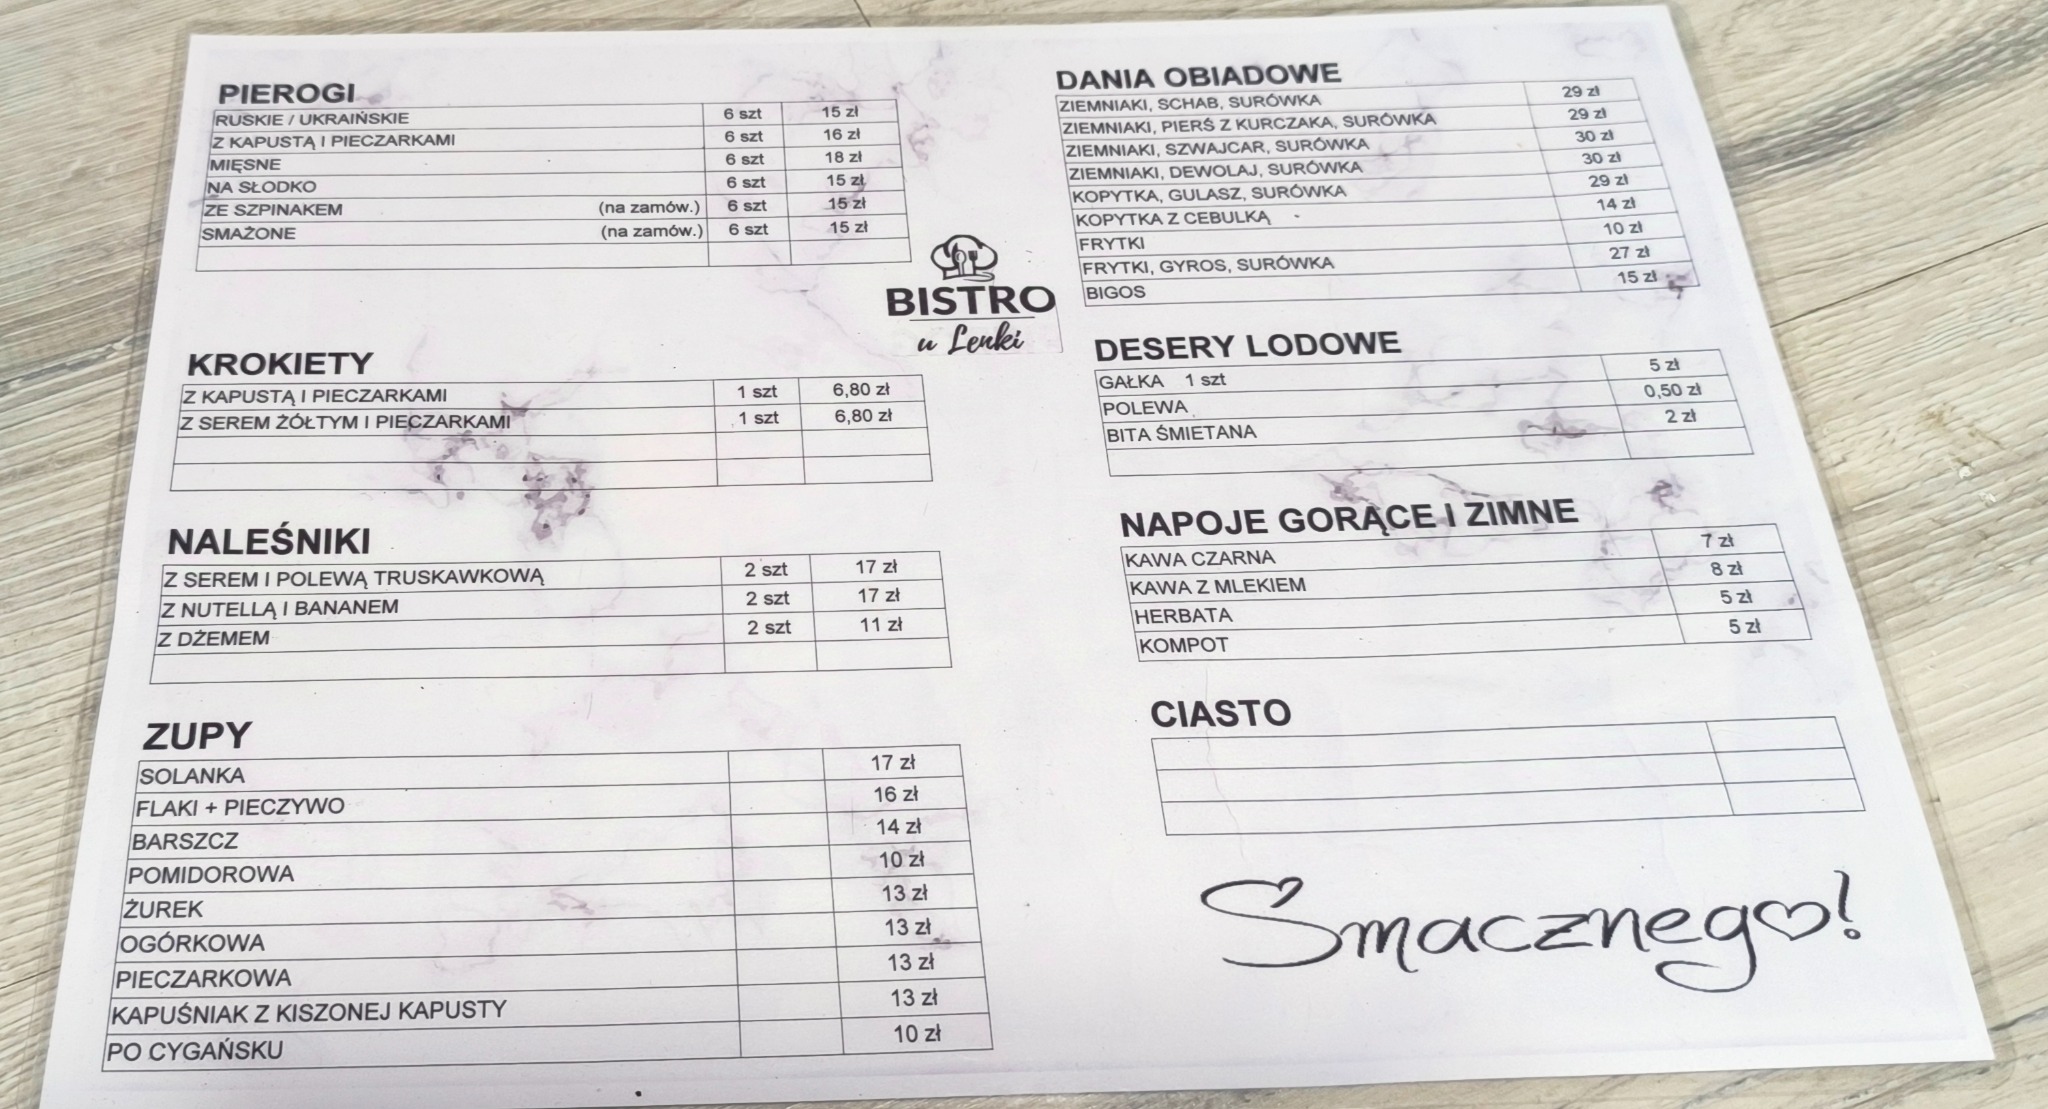 PIEROGI
RUSKIE / UKRAIŃSKIE 6 szt 15 zł
Z KAPUSTĄ I PIECZARKAMI 6 szt 16 zł
MIĘSNE 6 szt 18 zł
NA SŁODKO 6 szt 15 zł
ZE SZPINAKEM (na zamów.) 6 szt 15 zł
SMAŻONE (na zamów.) 6 szt 15 zł
KROKIETY
Z KAPUSTĄ I PIECZARKAMI 1 szt 6,80 zł
Z SEREM ŻÓŁTYM I PIECZARKAMI 1 szt 6,80 zł
NALEŚNIKI
Z SEREM I POLEWĄ TRUSKAWKOWĄ 2 szt 17 zł
Z NUTELLĄ I BANANEM 2 szt 17 zł
Z DŻEMEM 2 szt 11 zł
ZUPY
SOLANKA 17 zł
FLAKI + PIECZYWO 16 zł
BARSZCZ 14 zł
POMIDOROWA 10 zł
ŻUREK 13 zł
OGÓRKOWA 13 zł
PIECZARKOWA 13 zł
KAPUŚNIAK Z KISZONEJ KAPUSTY 13 zł
PO CYGAŃSKU 10 zł
BISTRO
u Lenki
DANIA OBIADOWE
ZIEMNIAKI, SCHAB, SURÓWKA 29 zł
ZIEMNIAKI, PIERŚ Z KURCZAKA, SURÓWKA 29 zł
ZIEMNIAKI, SZWAJCAR, SURÓWKA 30 zł
ZIEMNIAKI, DEWOLAJ, SURÓWKA 30 zł
KOPYTKA, GULASZ, SURÓWKA 29 zł
KOPYTKA Z CEBULKĄ 14 zł
FRYTKI 10 zł
FRYTKI, GYROS, SURÓWKA 27 zł
BIGOS 15 zł
DESERY LODOWE
GAŁKA 1 szt 5 zł
POLEWA 0,50 zł
BITA ŚMIETANA 2 zł
NAPOJE GORĄCE I ZIMNE
KAWA CZARNA 7 zł
KAWA Z MLEKIEM 8 zł
HERBATA 5 zł
KOMPOT 5 zł
CIASTO
Smacznego!